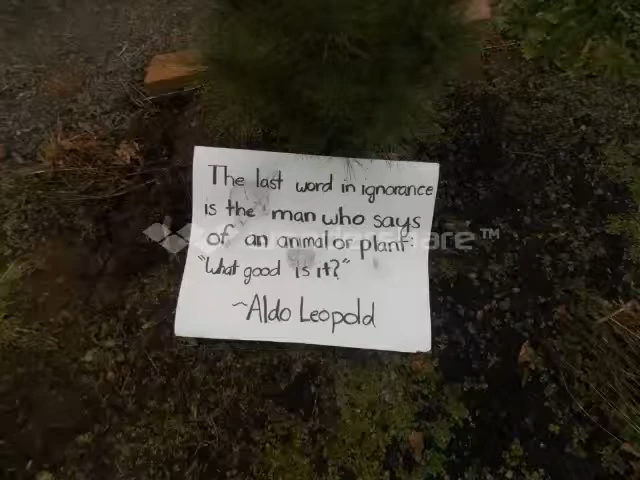 The last word in ignorance
is the man who says
of an animal or plant:
"What good is it?"
~Aldo Leopold